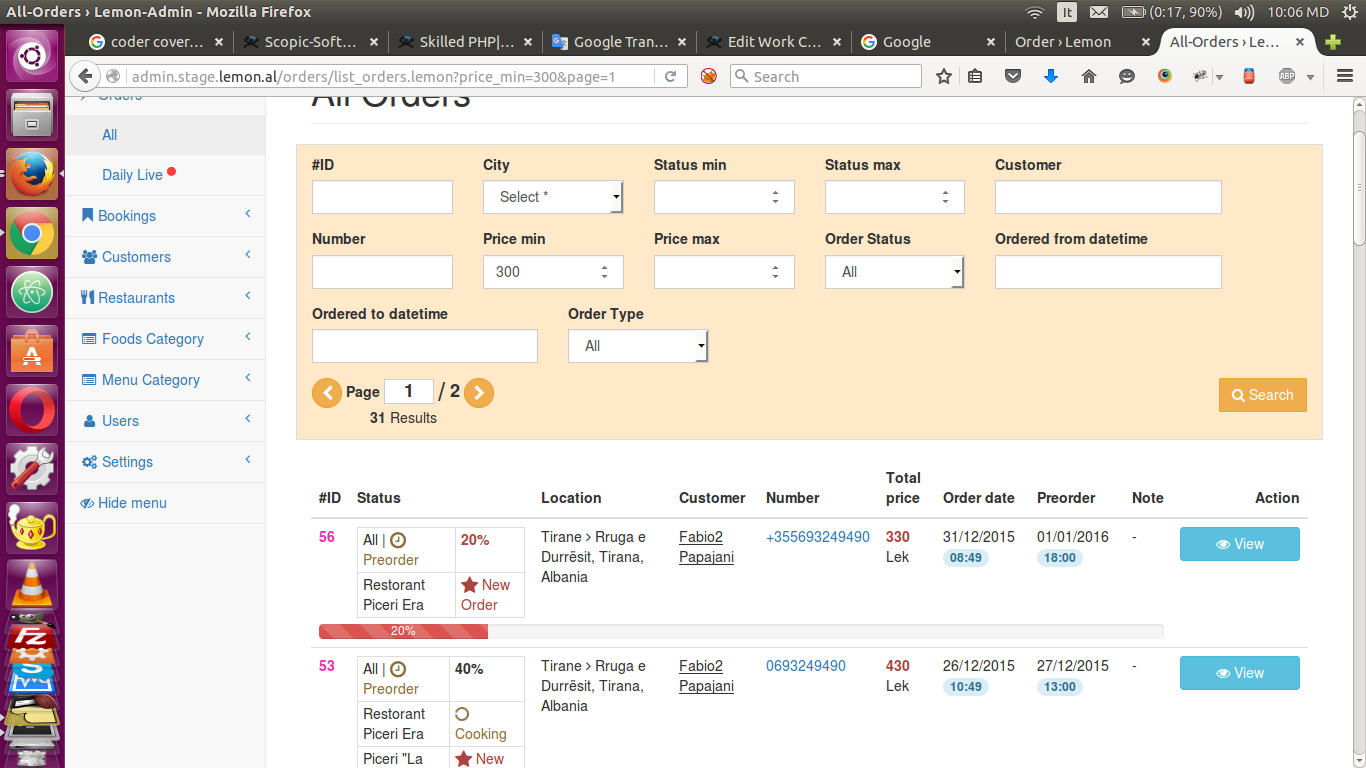 All-Orders › Lemon-Admin - Mozilla Firefox
It
(0:17, 90%)
10:06 MD
coder cover...
Scopic-Soft...
Skilled PHP|...
Google Tran...
Edit Work C...
Google
Order › Lemon
All-Orders › Le...
admin.stage.lemon.al/orders/list_orders.lemon?price_min=300&page=1
Search
ABP
Orders
All
Daily Live
Bookings
Customers
Restaurants
Foods Category
Menu Category
Users
Settings
Hide menu
All Orders
#ID City Status min Status max Customer
Select *
Number Price min Price max Order Status Ordered from datetime
300 All
Ordered to datetime Order Type
All
Page 1 / 2
31 Results
Search
#ID Status Location Customer Number Total price Order date Preorder Note Action
56 All | Preorder 20% Tirane › Rruga e Durrësit, Tirana, Albania Fabio2 Papajani +355693249490 330 Lek 31/12/2015 08:49 01/01/2016 18:00 - View
Restorant Piceri Era New Order
20%
53 All | Preorder 40% Tirane › Rruga e Durrësit, Tirana, Albania Fabio2 Papajani 0693249490 430 Lek 26/12/2015 10:49 27/12/2015 13:00 - View
Restorant Piceri Era Cooking
Piceri "La New